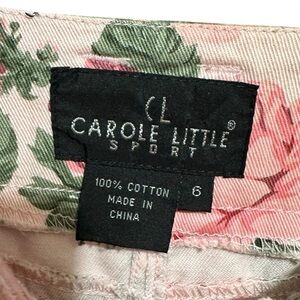 CL
CAROLE LITTLE®
SPORT
100% COTTON 6
MADE IN
CHINA